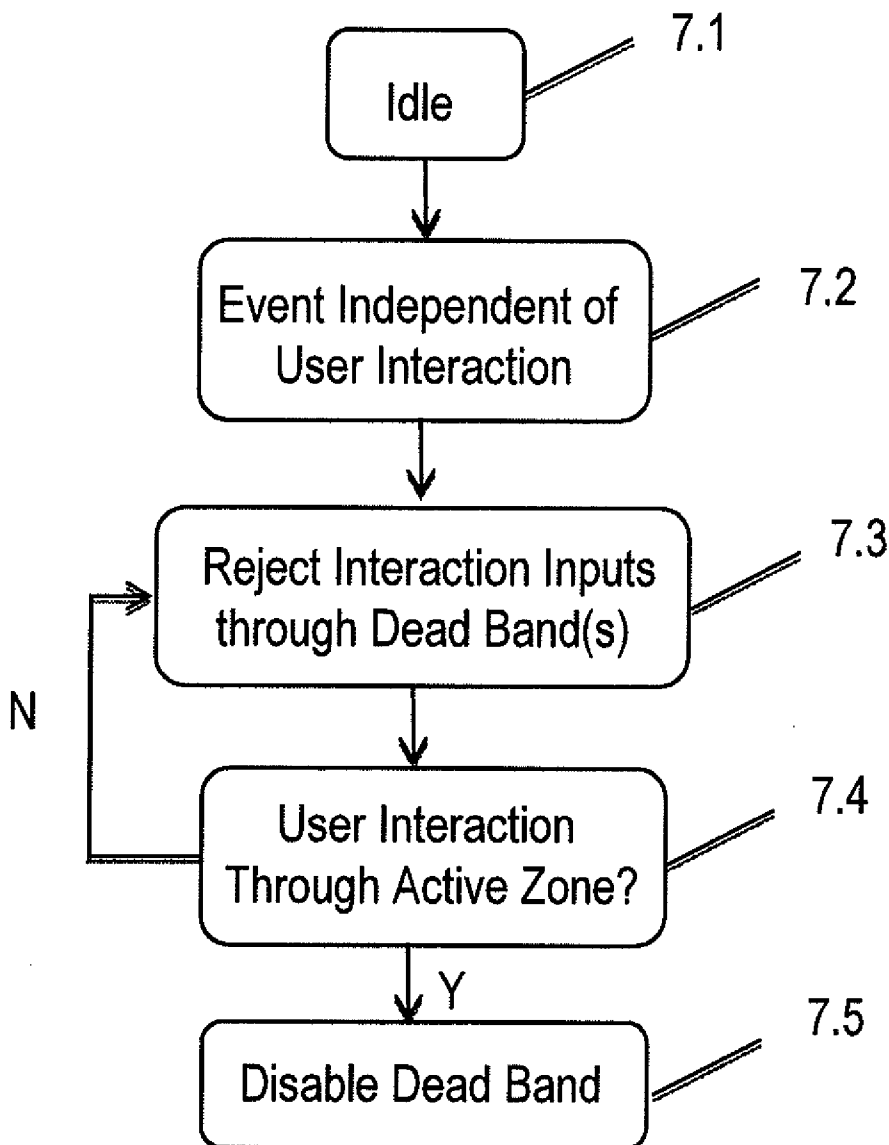 7.1
Idle
7.2
Event Independent of
User Interaction
7.3
Reject Interaction Inputs
through Dead Band(s)
N
7.4
User Interaction
Through Active Zone?
Y
7.5
Disable Dead Band